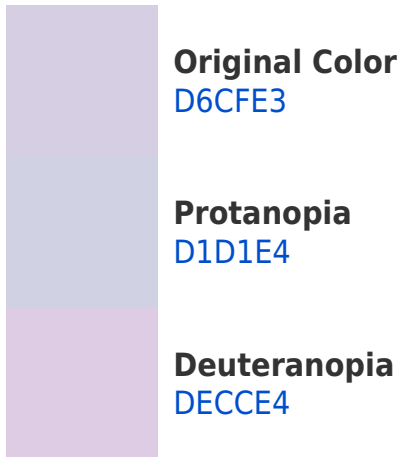 Original Color
D6CFE3
Protanopia
D1D1E4
Deuteranopia
DECCE4